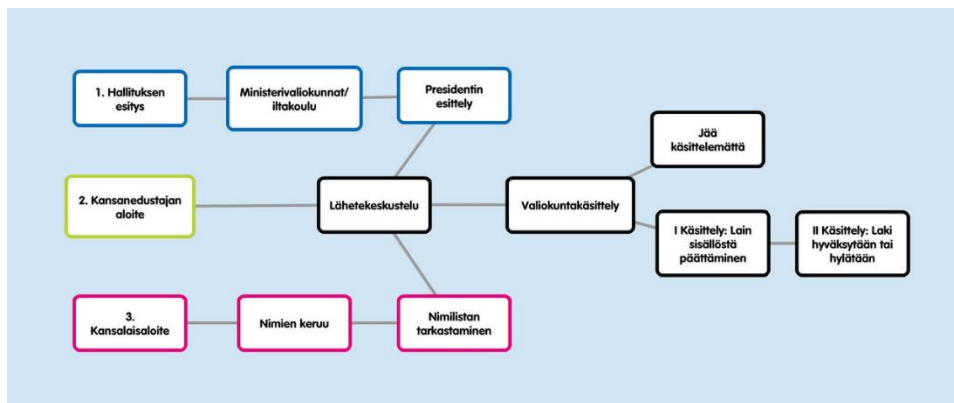 1. Hallituksen
esitys
Ministerivaliokunnat/
iltakoulu
Presidentin
esittely
Jää
käsittelemättä
2. Kansanedustajan
aloite
Lähetekeskustelu
Valiokuntakäsittely
I Käsittely: Lain
sisällöstä
päättäminen
II Käsittely: Laki
hyväksytään tai
hylätään
3.
Kansalaisaloite
Nimien keruu
Nimilistan
tarkastaminen